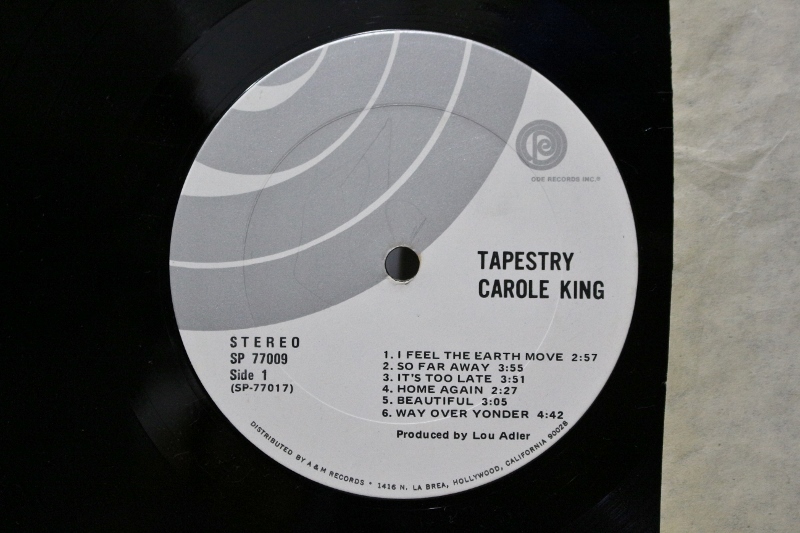 ODE RECORDS INC.®
TAPESTRY
CAROLE KING
STEREO
SP 77009
Side 1
(SP-77017)
1. I FEEL THE EARTH MOVE 2:57
2. SO FAR AWAY 3:55
3. IT'S TOO LATE 3:51
4. HOME AGAIN 2:27
5. BEAUTIFUL 3:05
6. WAY OVER YONDER 4:42
Produced by Lou Adler
DISTRIBUTED BY A & M RECORDS • 1416 N. LA BREA, HOLLYWOOD, CALIFORNIA 90028